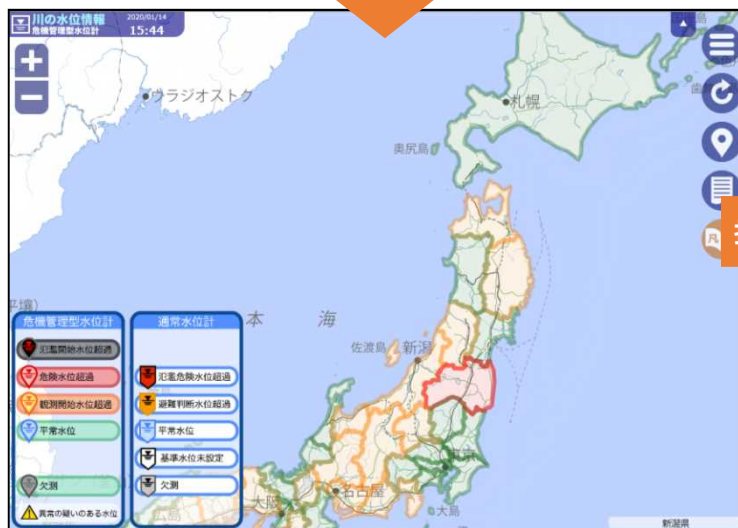 川の水位情報
危機管理型水位計
2020/01/14
15:44
ウラジオストク
札幌
奥尻島
本 海
佐渡島
新潟
東京
名古屋
大阪
広島
大島
危機管理型水位計
氾濫開始水位超過
危険水位超過
観測開始水位超過
平常水位
欠測
異常の疑いのある水位
通常水位計
氾濫危険水位超過
避難判断水位超過
平常水位
基準水位未設定
欠測
新潟県